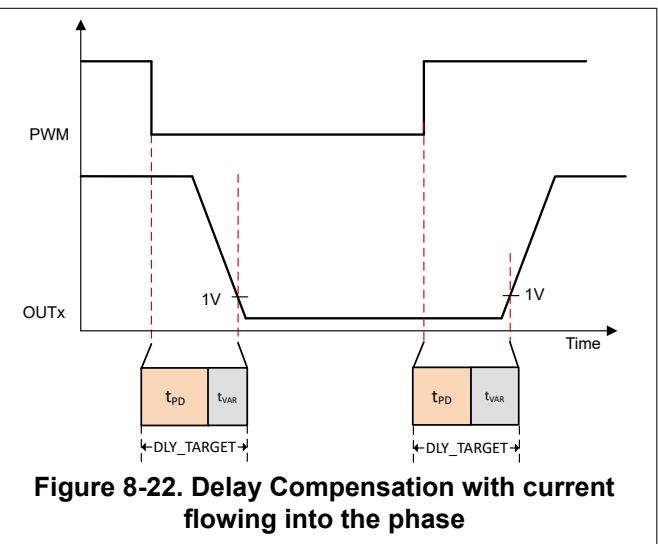 PWM
OUTx
1V
1V
Time
tPD tVAR
DLY_TARGET
tPD tVAR
DLY_TARGET
Figure 8-22. Delay Compensation with current
flowing into the phase